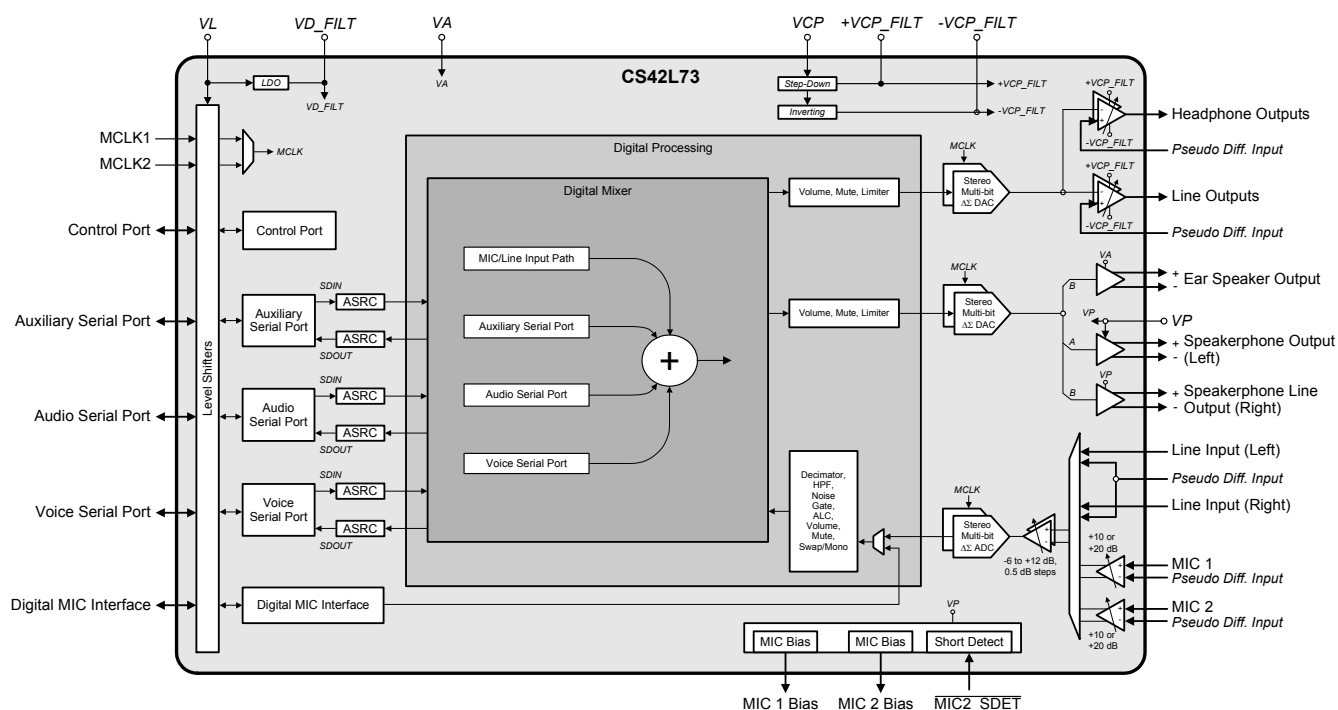 VL
VD_FILT
VA
VCP
+VCP_FILT
-VCP_FILT
CS42L73
LDO
VD_FILT
VA
Step-Down
+VCP_FILT
Inverting
-VCP_FILT
MCLK1
MCLK2
MCLK
Level Shifters
Control Port
Control Port
Auxiliary Serial Port
Auxiliary
Serial Port
SDIN
ASRC
ASRC
SDOUT
Audio Serial Port
Audio
Serial Port
SDIN
ASRC
ASRC
SDOUT
Voice Serial Port
Voice
Serial Port
SDIN
ASRC
ASRC
SDOUT
Digital MIC Interface
Digital MIC Interface
Digital Processing
Digital Mixer
MIC/Line Input Path
Auxiliary Serial Port
Audio Serial Port
Voice Serial Port
+
Volume, Mute, Limiter
Volume, Mute, Limiter
Decimator,
HPF,
Noise
Gate,
ALC,
Volume,
Mute,
Swap/Mono
MCLK
Stereo
Multi-bit
ΔΣ DAC
MCLK
Stereo
Multi-bit
ΔΣ DAC
MCLK
Stereo
Multi-bit
ΔΣ ADC
-6 to +12 dB,
0.5 dB steps
+VCP_FILT
-
+
-VCP_FILT
Headphone Outputs
Pseudo Diff. Input
+VCP_FILT
-
+
-VCP_FILT
Line Outputs
Pseudo Diff. Input
VA
B
+
-
Ear Speaker Output
VP
VP
A
+ Speakerphone Output
- (Left)
VP
B
+ Speakerphone Line
- Output (Right)
Line Input (Left)
Pseudo Diff. Input
Line Input (Right)
+
-
+10 or
+20 dB
+
-
MIC 1
Pseudo Diff. Input
+
-
MIC 2
Pseudo Diff. Input
+10 or
+20 dB
VP
MIC Bias
MIC Bias
Short Detect
MIC 1 Bias
MIC 2 Bias
MIC2_SDET